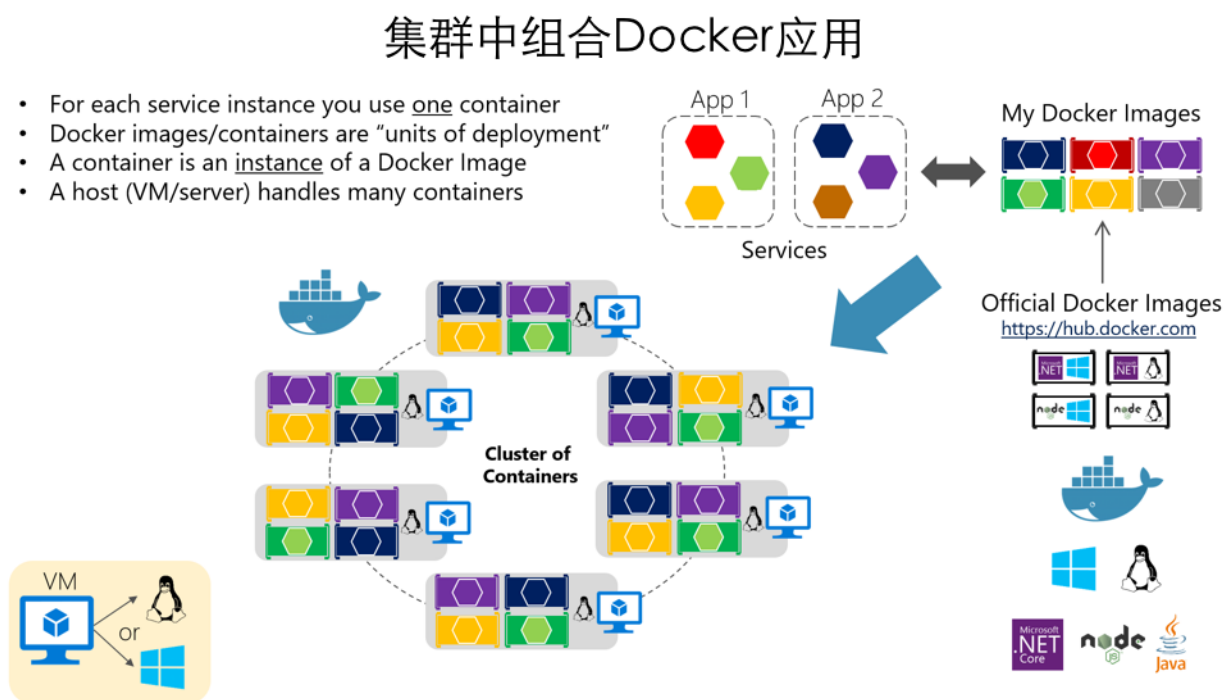 集群中组合Docker应用
• For each service instance you use one container
• Docker images/containers are “units of deployment”
• A container is an instance of a Docker Image
• A host (VM/server) handles many containers
App 1
App 2
Services
My Docker Images
Official Docker Images
https://hub.docker.com
Microsoft
.NET
Microsoft
.NET
node
node
Cluster of
Containers
VM
or
Microsoft
.NET
Core
node
JS
Java